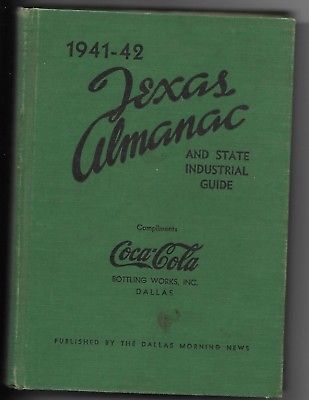 1941-42
Texas
Almanac
AND STATE
INDUSTRIAL
GUIDE
Compliments
Coca-Cola
BOTTLING WORKS, INC.
DALLAS
PUBLISHED BY THE DALLAS MORNING NEWS